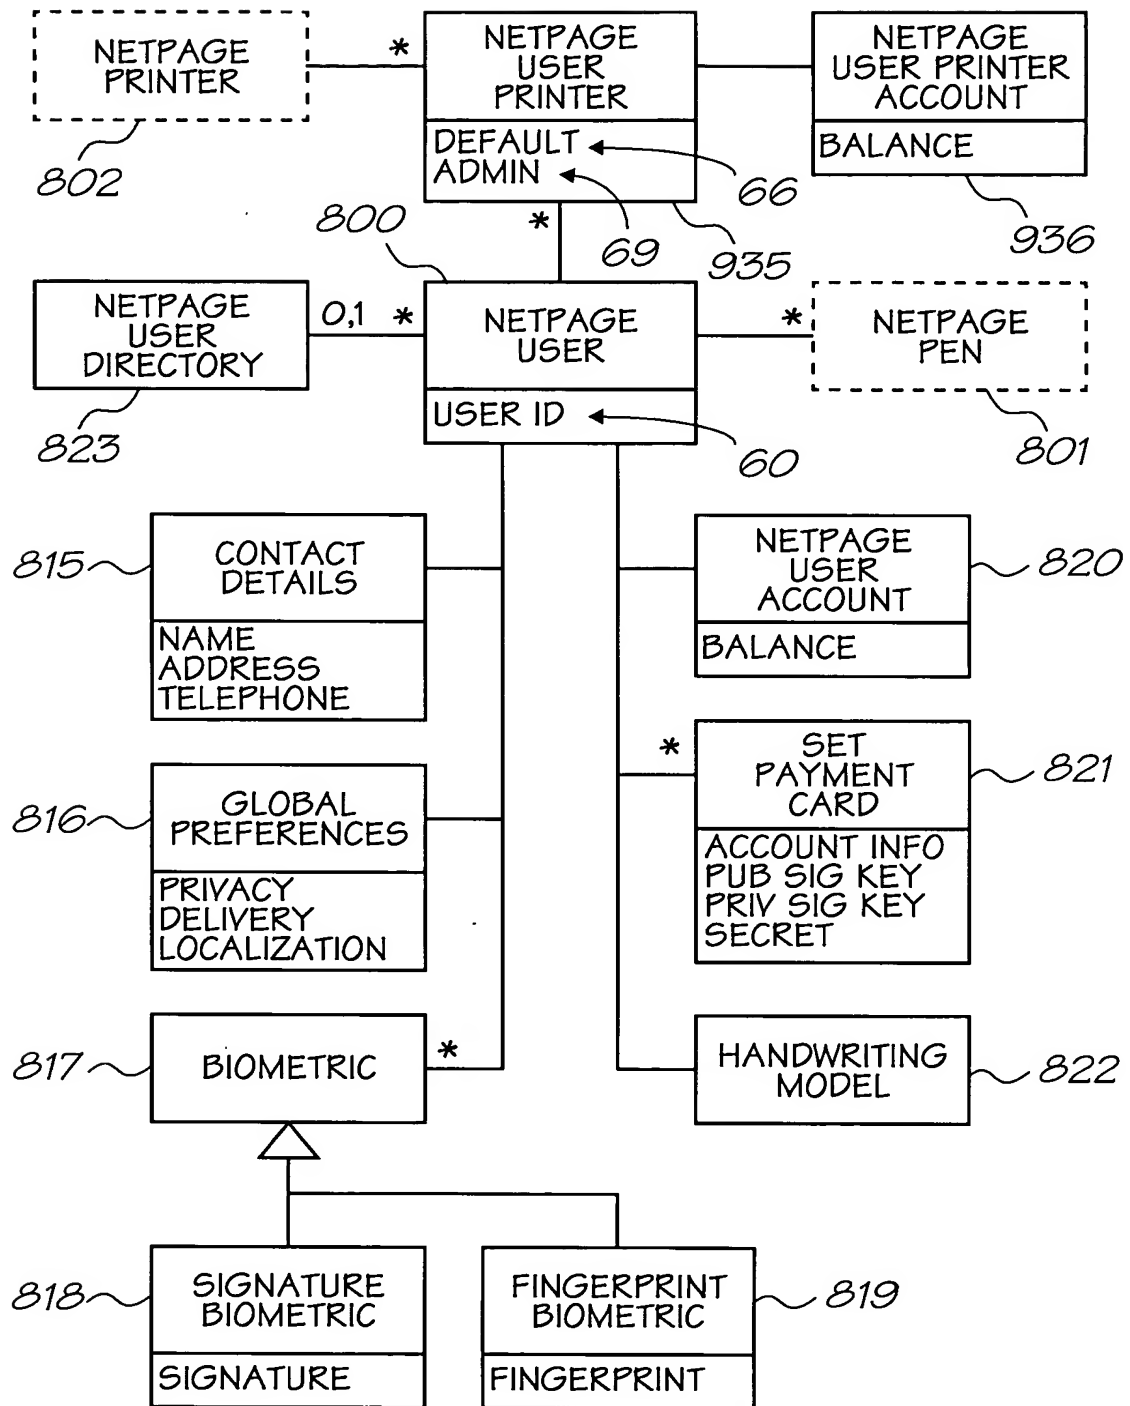 NETPAGE
PRINTER
802
*
NETPAGE
USER
PRINTER
DEFAULT
ADMIN
66
69
935
NETPAGE
USER PRINTER
ACCOUNT
BALANCE
936
*
800
NETPAGE
USER
DIRECTORY
823
0,1 *
NETPAGE
USER
USER ID
60
*
NETPAGE
PEN
801
815
CONTACT
DETAILS
NAME
ADDRESS
TELEPHONE
NETPAGE
USER
ACCOUNT
BALANCE
820
816
GLOBAL
PREFERENCES
PRIVACY
DELIVERY
LOCALIZATION
*
SET
PAYMENT
CARD
ACCOUNT INFO
PUB SIG KEY
PRIV SIG KEY
SECRET
821
817
BIOMETRIC
*
HANDWRITING
MODEL
822
818
SIGNATURE
BIOMETRIC
SIGNATURE
FINGERPRINT
BIOMETRIC
FINGERPRINT
819